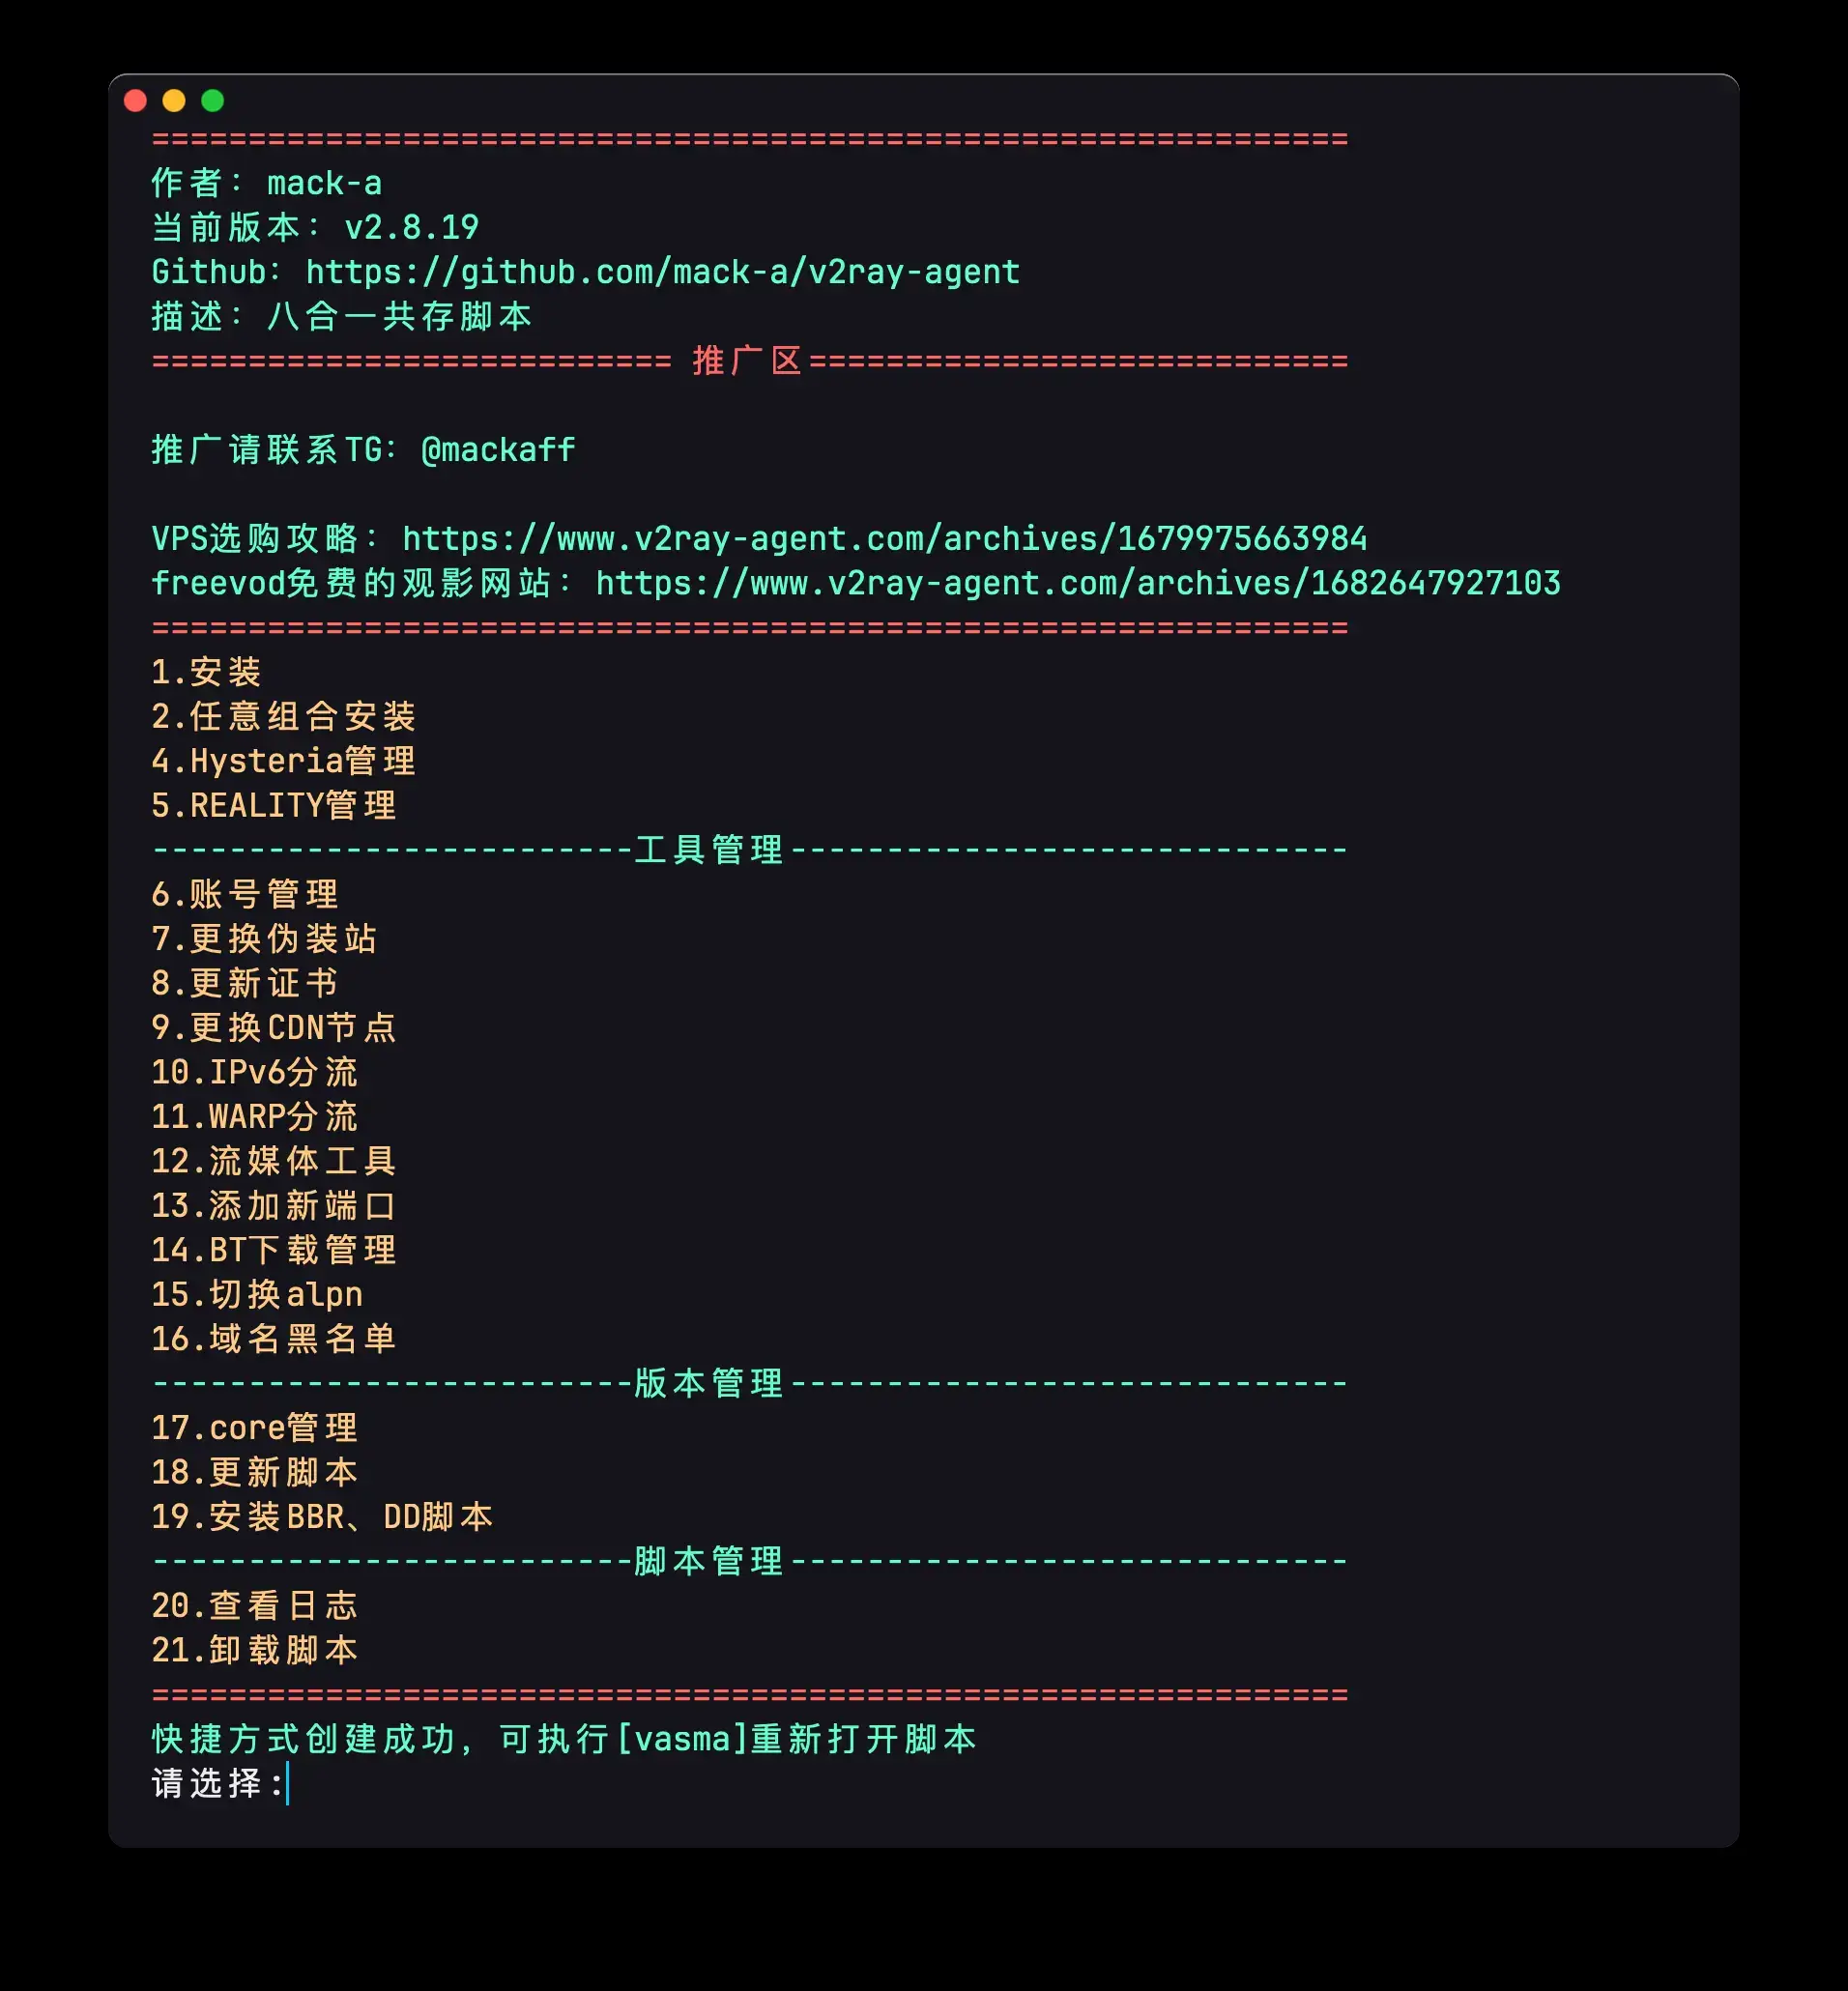 ==============================================================
作者：mack-a
当前版本：v2.8.19
Github：https://github.com/mack-a/v2ray-agent
描述：八合一共存脚本
=========================== 推广区============================

推广请联系TG：@mackaff

VPS选购攻略：https://www.v2ray-agent.com/archives/1679975663984
freevod免费的观影网站：https://www.v2ray-agent.com/archives/1682647927103
==============================================================
1.安装
2.任意组合安装
4.Hysteria管理
5.REALITY管理
-------------------------工具管理-----------------------------
6.账号管理
7.更换伪装站
8.更新证书
9.更换CDN节点
10.IPv6分流
11.WARP分流
12.流媒体工具
13.添加新端口
14.BT下载管理
15.切换alpn
16.域名黑名单
-------------------------版本管理-----------------------------
17.core管理
18.更新脚本
19.安装BBR、DD脚本
-------------------------脚本管理-----------------------------
20.查看日志
21.卸载脚本
==============================================================
快捷方式创建成功，可执行[vasma]重新打开脚本
请选择: